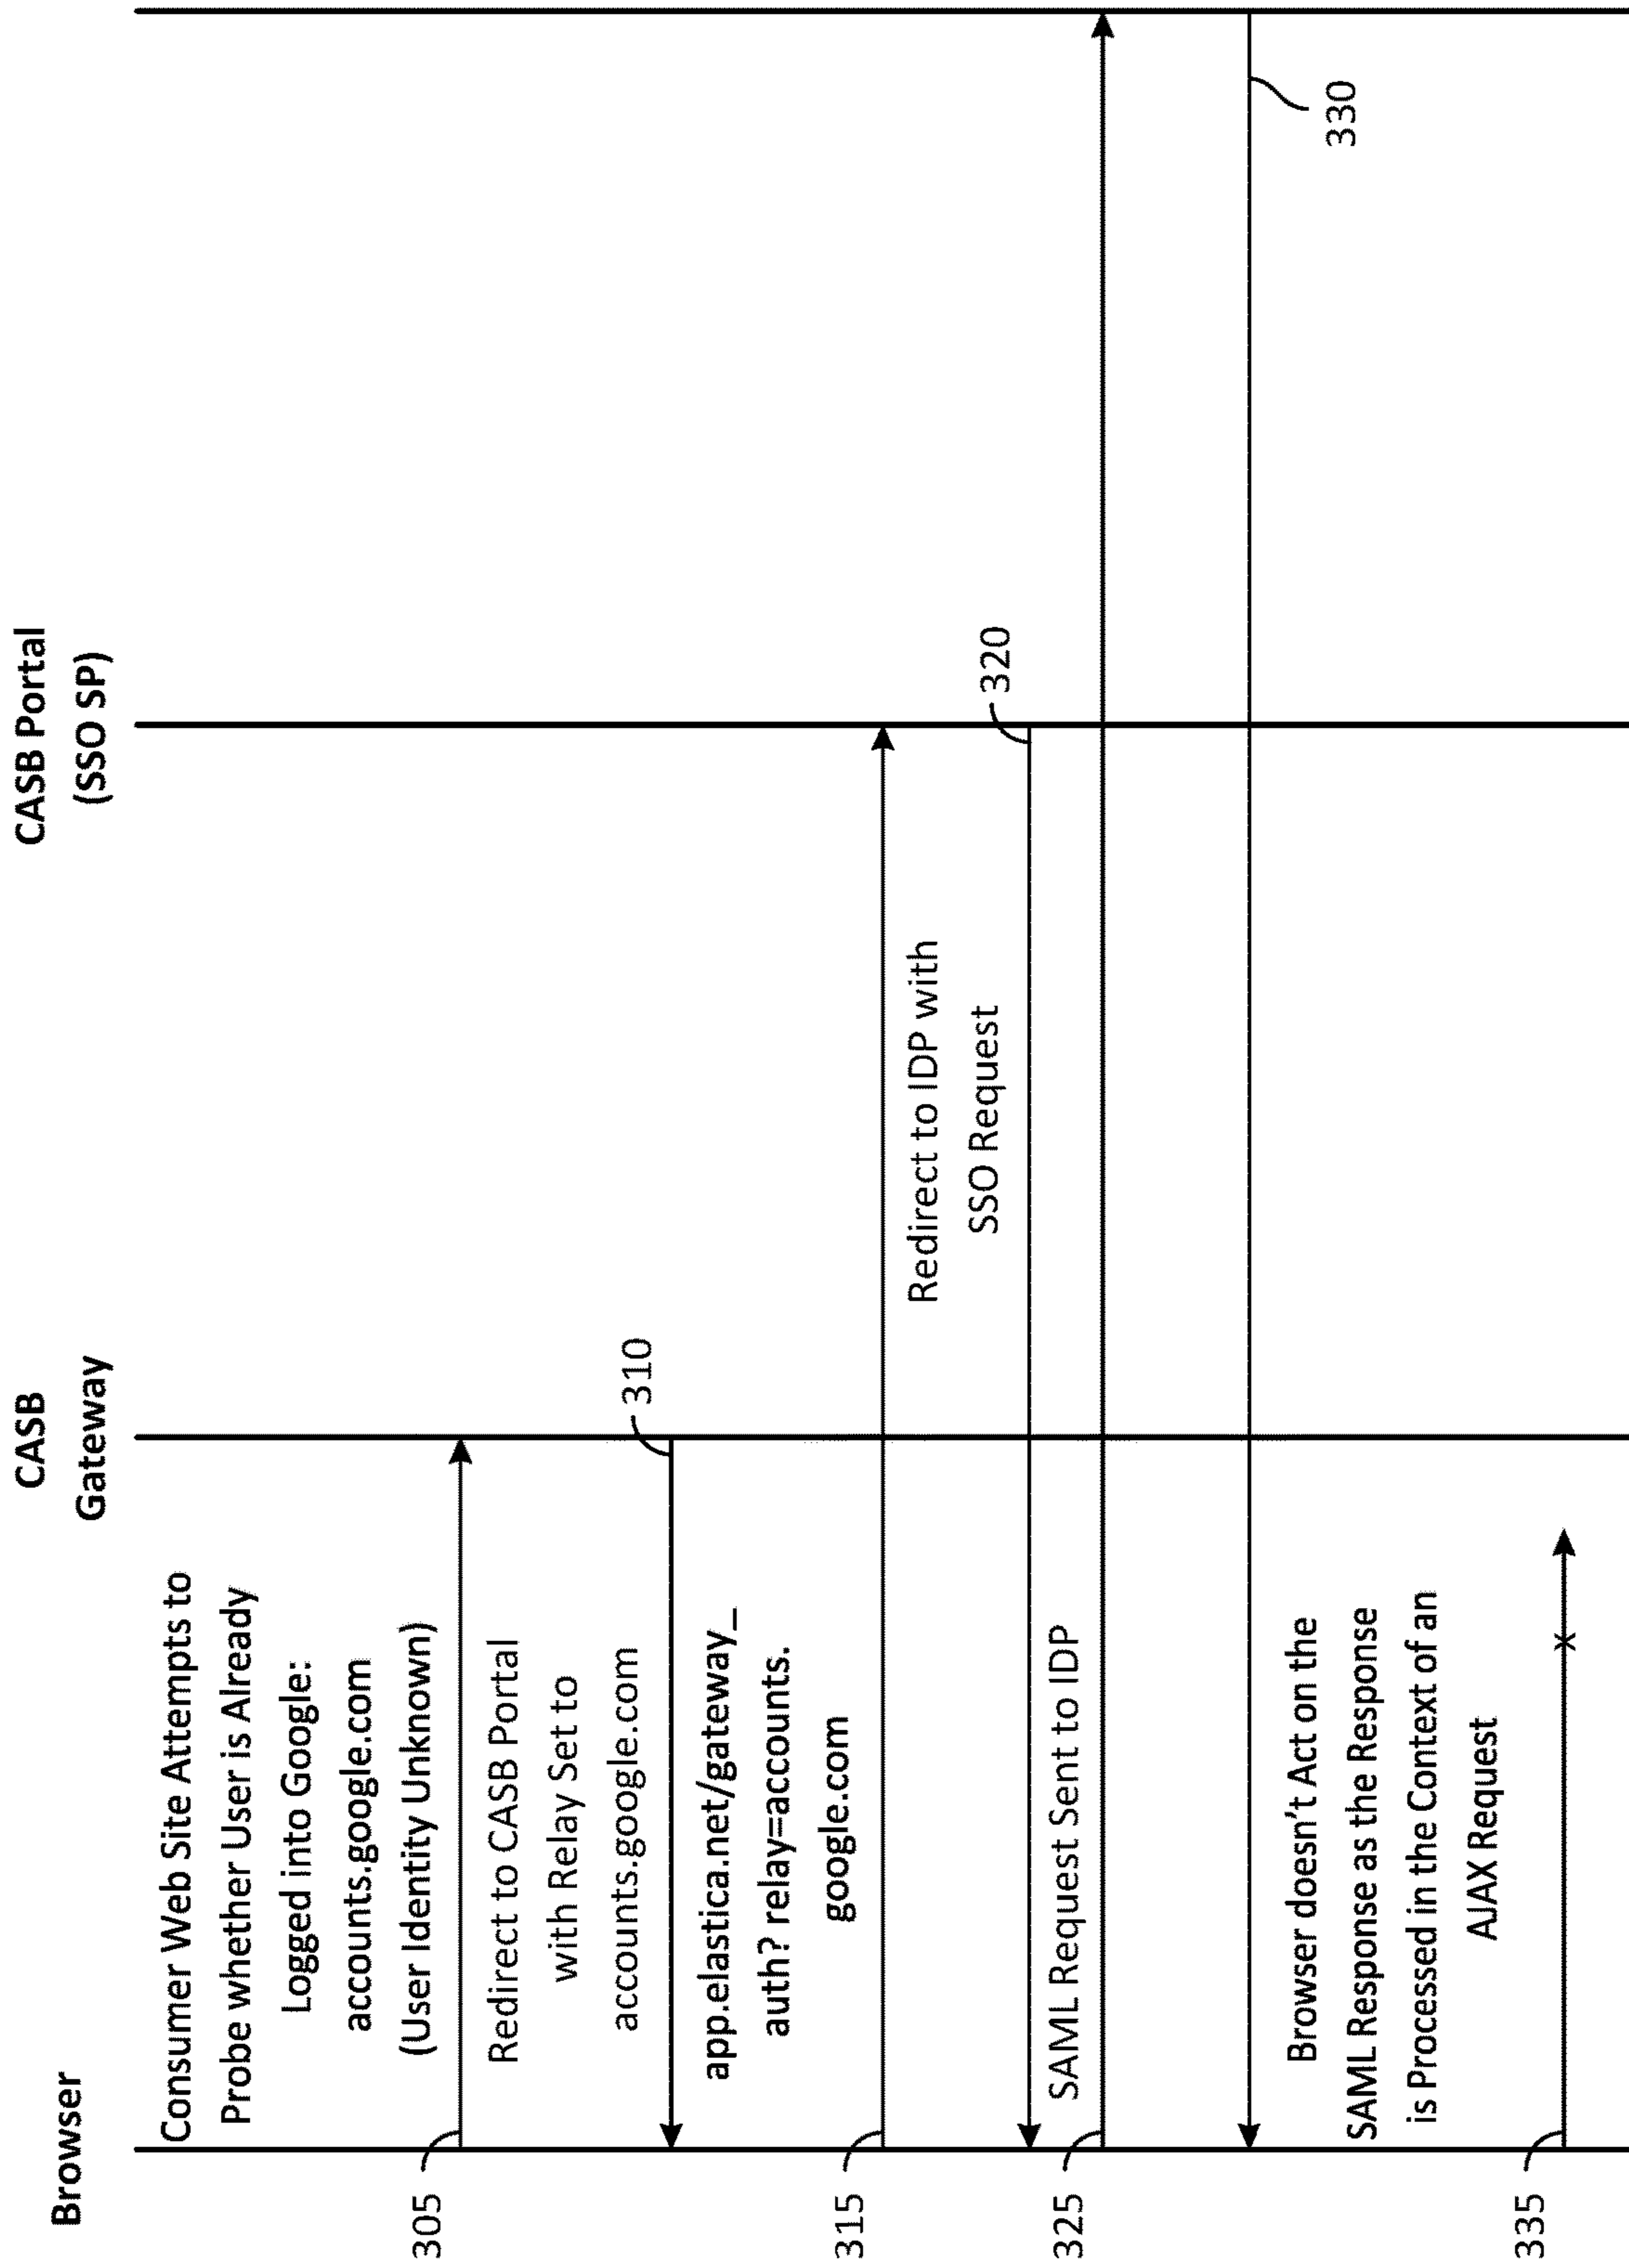 Browser
CASB
Gateway
CASB Portal
(SSO SP)
Consumer Web Site Attempts to
Probe whether User is Already
Logged into Google:
accounts.google.com
(User Identity Unknown)
305
Redirect to CASB Portal
with Relay Set to
accounts.google.com
310
app.elastica.net/gateway_
auth? relay=accounts.
google.com
315
Redirect to IDP with
SSO Request
320
SAML Request Sent to IDP
325
330
Browser doesn't Act on the
SAML Response as the Response
is Processed in the Context of an
AJAX Request
335
x